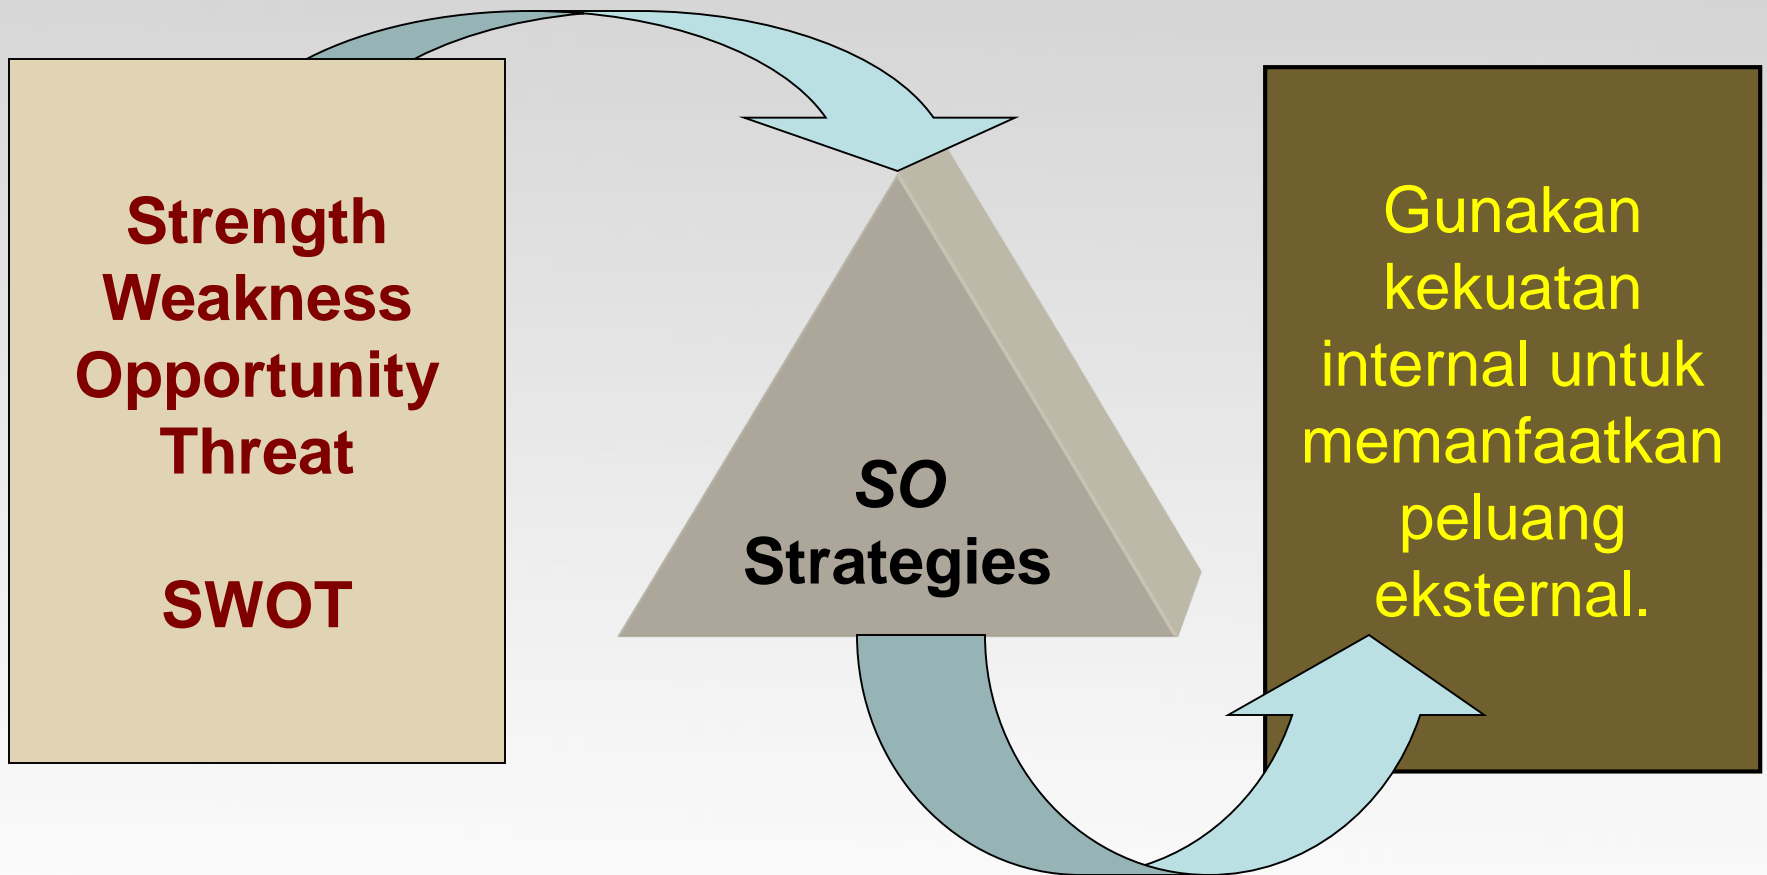 Strength
Weakness
Opportunity
Threat
SWOT
SO
Strategies
Gunakan
kekuatan
internal untuk
memanfaatkan
peluang
eksternal.